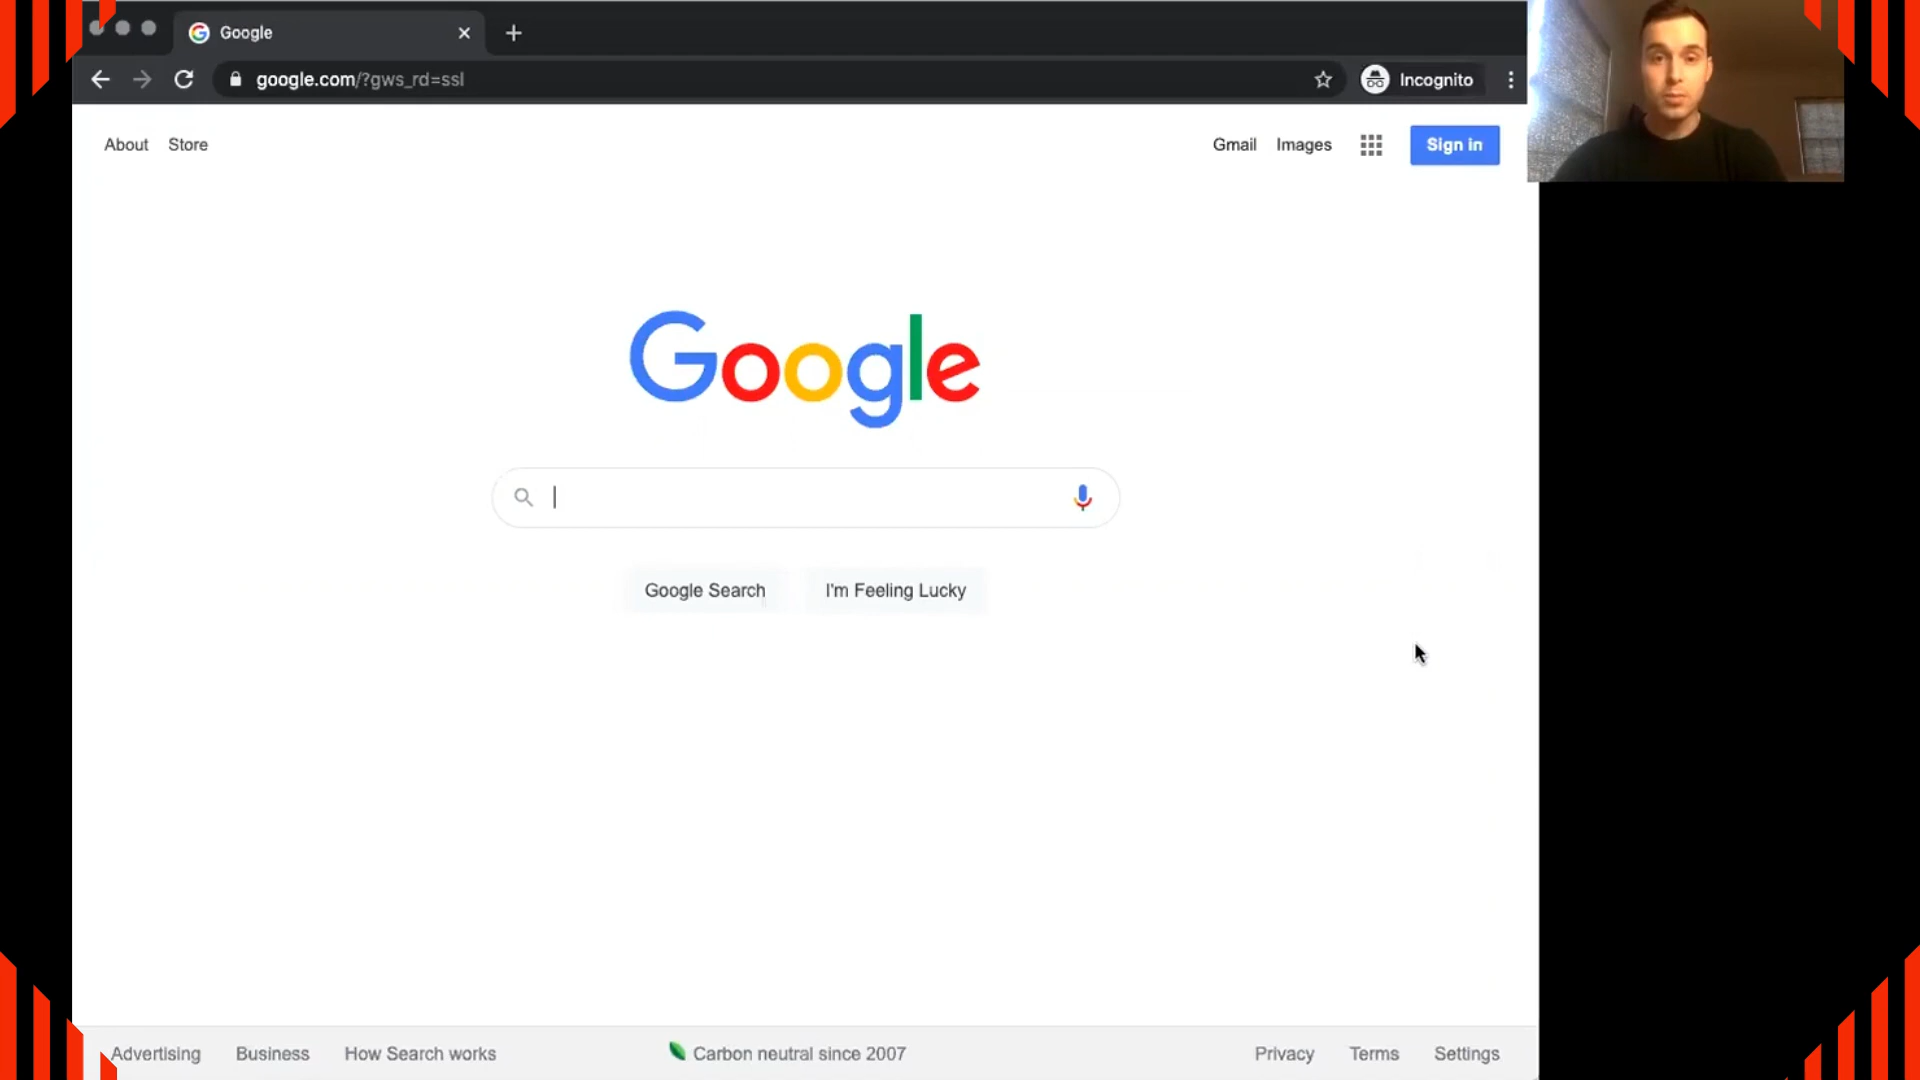 Google
google.com/?gws_rd=ssl
Incognito
About Store
Gmail Images
Sign in
Google
Google Search I'm Feeling Lucky
Advertising Business How Search works
Carbon neutral since 2007
Privacy Terms Settings